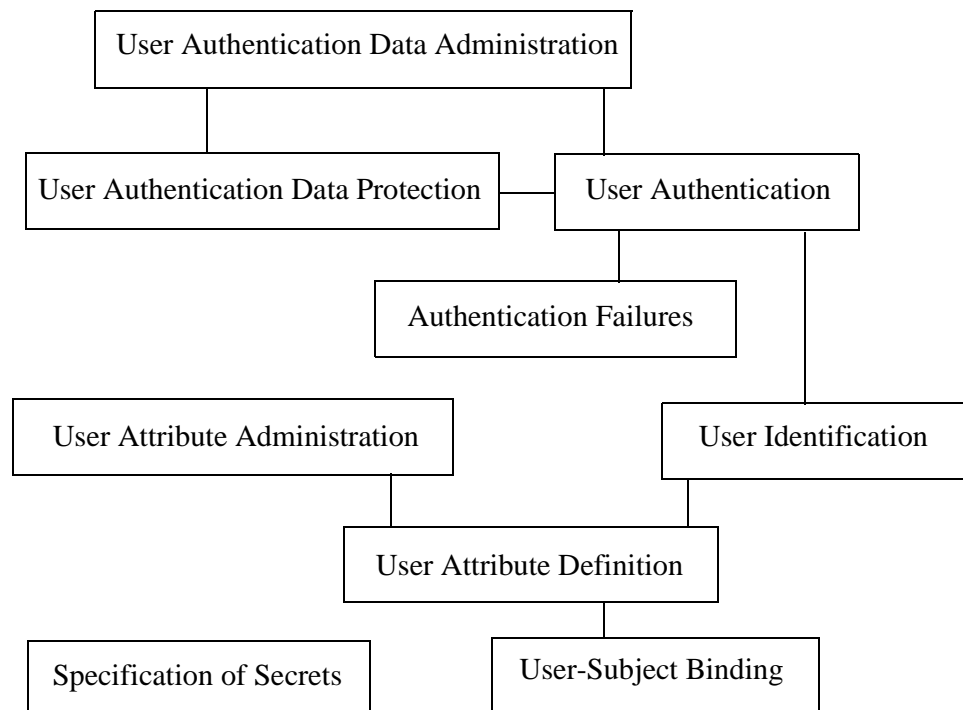 User Authentication Data Administration
User Authentication Data Protection
User Authentication
Authentication Failures
User Attribute Administration
User Identification
User Attribute Definition
Specification of Secrets
User-Subject Binding